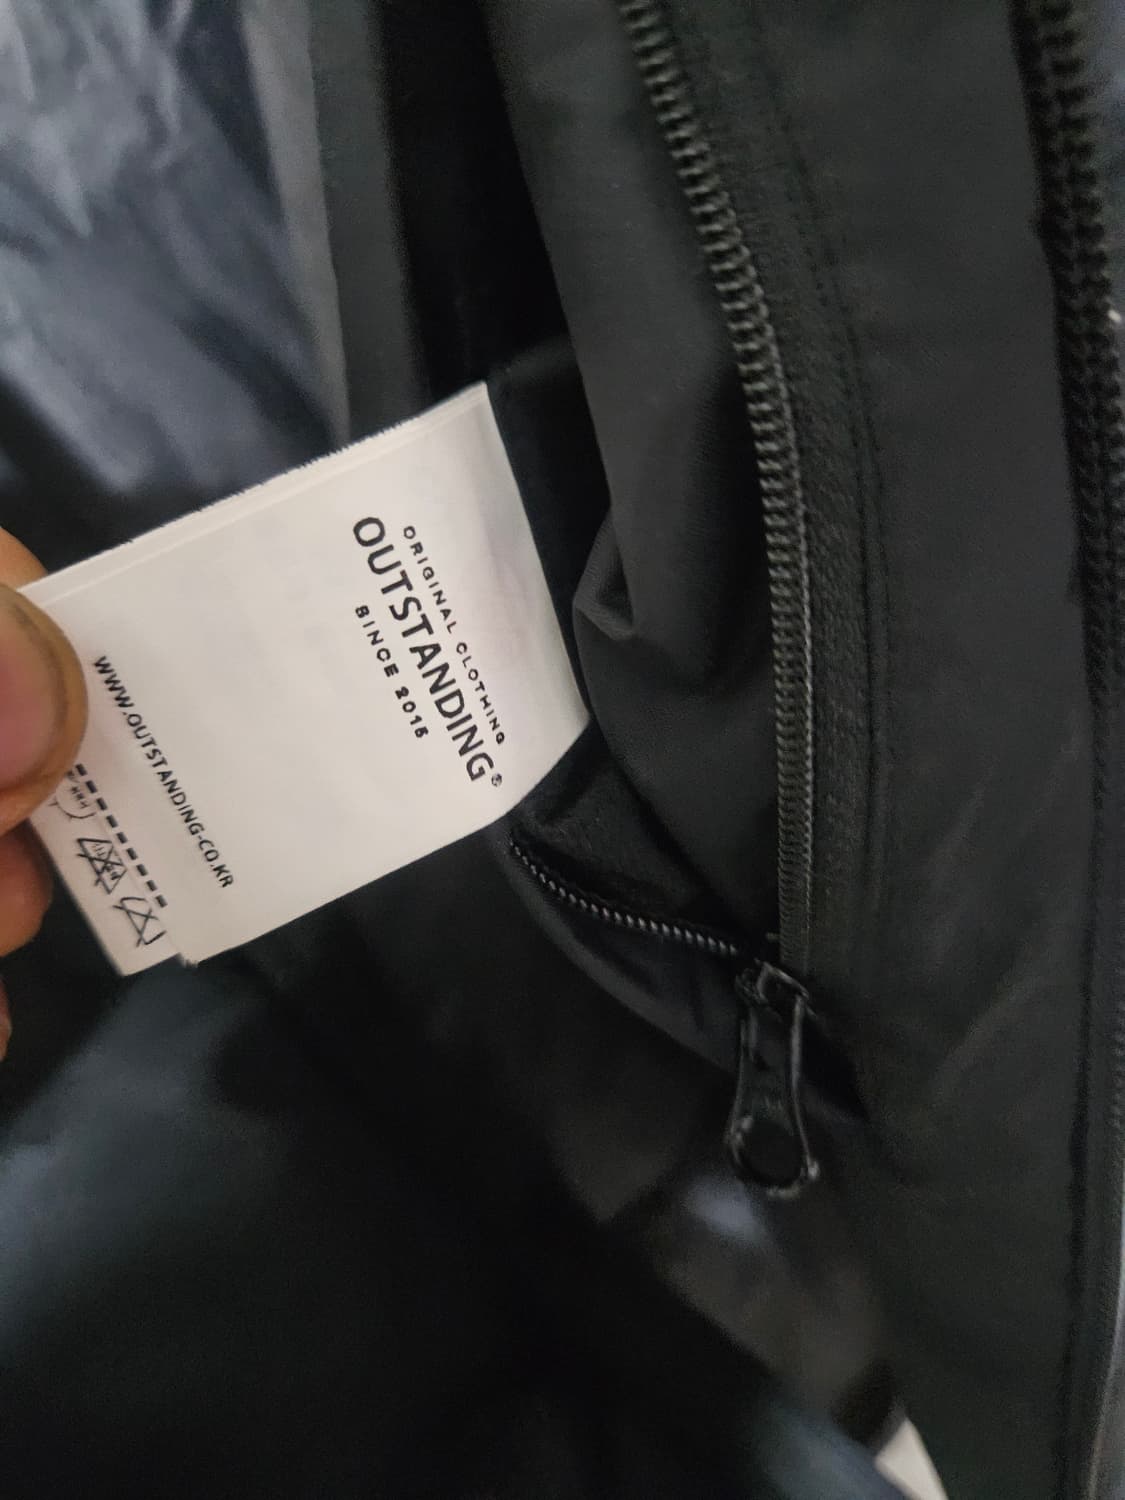 ORIGINAL CLOTHING
OUTSTANDING®
SINCE 2015
WWW.OUTSTANDING-CO.KR